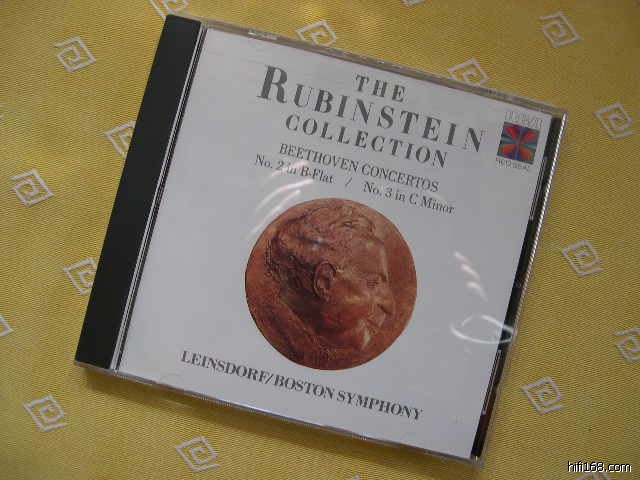 THE
RUBINSTEIN
COLLECTION
BEETHOVEN CONCERTOS
No. 2 in B-Flat / No. 3 in C Minor
LEINSDORF/BOSTON SYMPHONY
RCA
RED SEAL
hifi168.com